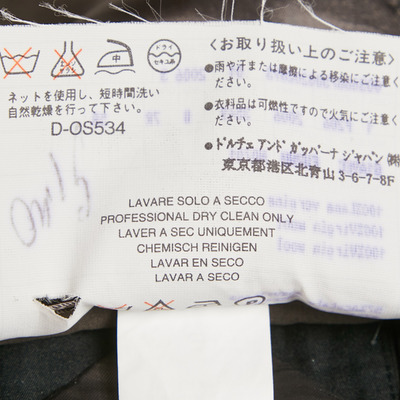 ドライ
セキユ系
ネットを使用し、短時間洗い
自然乾燥を行って下さい。
D-OS534
<お取り扱い上のご注意>
●雨や汗または摩擦による移染にご
ださい。
●衣料品は可燃性ですので火気にご注意
ださい。
●ドルチェ アンド ガッバーナ ジャパン㈱
東京都港区北青山3-6-7-8F
LAVARE SOLO A SECCO
PROFESSIONAL DRY CLEAN ONLY
LAVER A SEC UNIQUEMENT
CHEMISCH REINIGEN
LAVAR EN SECO
LAVAR A SECO